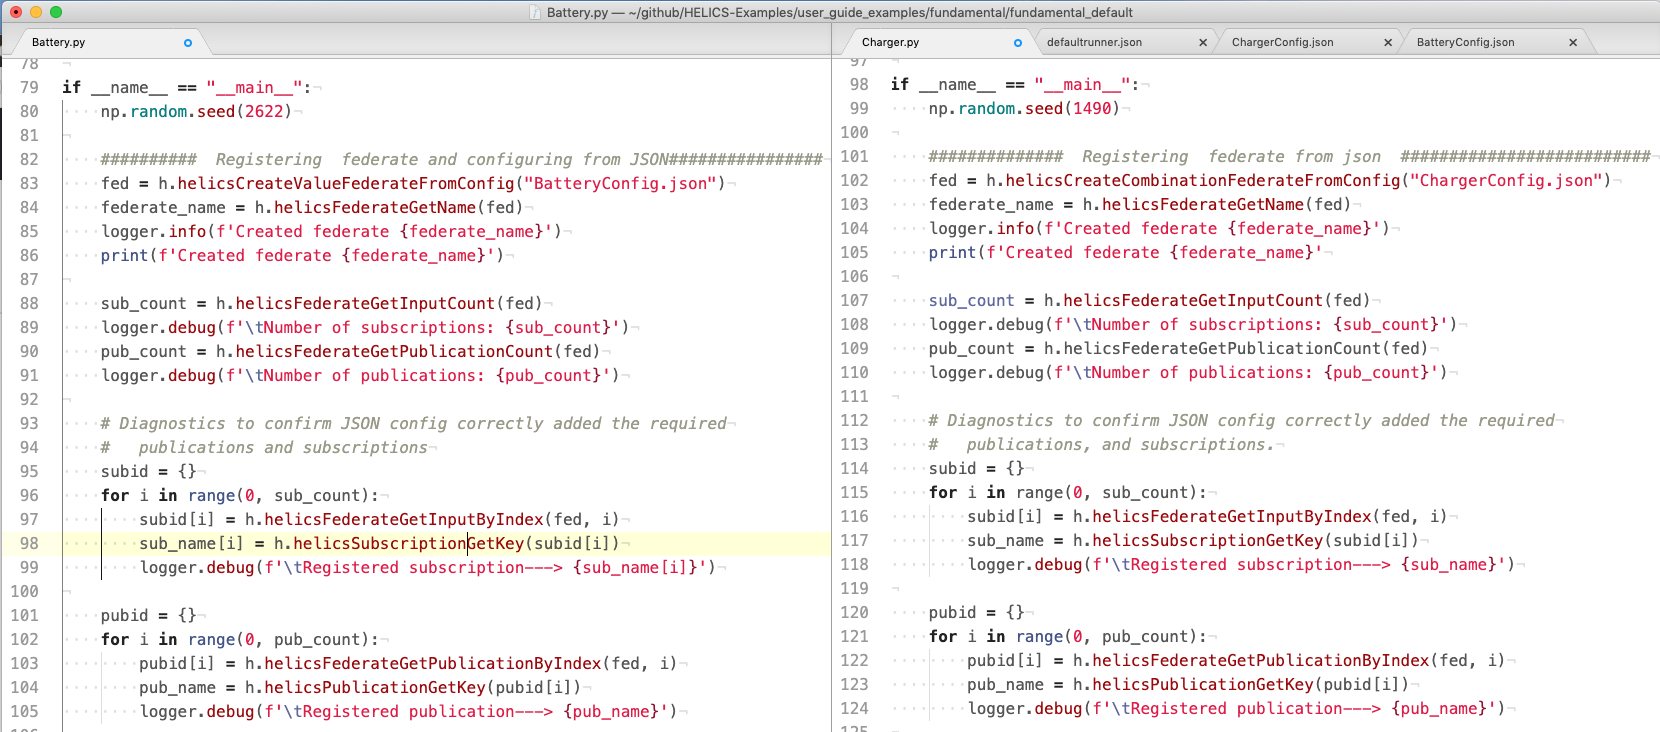 Battery.py — ~/github/HELICS-Examples/user_guide_examples/fundamental/fundamental_default
Battery.py
78
79 if __name__ == "__main__":
80 np.random.seed(2622)
81
82 ########## Registering federate and configuring from JSON################
83 fed = h.helicsCreateValueFederateFromConfig("BatteryConfig.json")
84 federate_name = h.helicsFederateGetName(fed)
85 logger.info(f'Created federate {federate_name}')
86 print(f'Created federate {federate_name}')
87
88 sub_count = h.helicsFederateGetInputCount(fed)
89 logger.debug(f'\tNumber of subscriptions: {sub_count}')
90 pub_count = h.helicsFederateGetPublicationCount(fed)
91 logger.debug(f'\tNumber of publications: {pub_count}')
92
93 # Diagnostics to confirm JSON config correctly added the required
94 #   publications and subscriptions
95 subid = {}
96 for i in range(0, sub_count):
97 subid[i] = h.helicsFederateGetInputByIndex(fed, i)
98 sub_name[i] = h.helicsSubscriptionGetKey(subid[i])
99 logger.debug(f'\tRegistered subscription---> {sub_name[i]}')
100
101 pubid = {}
102 for i in range(0, pub_count):
103 pubid[i] = h.helicsFederateGetPublicationByIndex(fed, i)
104 pub_name = h.helicsPublicationGetKey(pubid[i])
105 logger.debug(f'\tRegistered publication---> {pub_name}')
106
Charger.py defaultrunner.json ChargerConfig.json BatteryConfig.json
97
98 if __name__ == "__main__":
99 np.random.seed(1490)
100
101 ############## Registering federate from json ##########################
102 fed = h.helicsCreateCombinationFederateFromConfig("ChargerConfig.json")
103 federate_name = h.helicsFederateGetName(fed)
104 logger.info(f'Created federate {federate_name}')
105 print(f'Created federate {federate_name}'
106
107 sub_count = h.helicsFederateGetInputCount(fed)
108 logger.debug(f'\tNumber of subscriptions: {sub_count}')
109 pub_count = h.helicsFederateGetPublicationCount(fed)
110 logger.debug(f'\tNumber of publications: {pub_count}')
111
112 # Diagnostics to confirm JSON config correctly added the required
113 #   publications, and subscriptions.
114 subid = {}
115 for i in range(0, sub_count):
116 subid[i] = h.helicsFederateGetInputByIndex(fed, i)
117 sub_name = h.helicsSubscriptionGetKey(subid[i])
118 logger.debug(f'\tRegistered subscription---> {sub_name}')
119
120 pubid = {}
121 for i in range(0, pub_count):
122 pubid[i] = h.helicsFederateGetPublicationByIndex(fed, i)
123 pub_name = h.helicsPublicationGetKey(pubid[i])
124 logger.debug(f'\tRegistered publication---> {pub_name}')
125